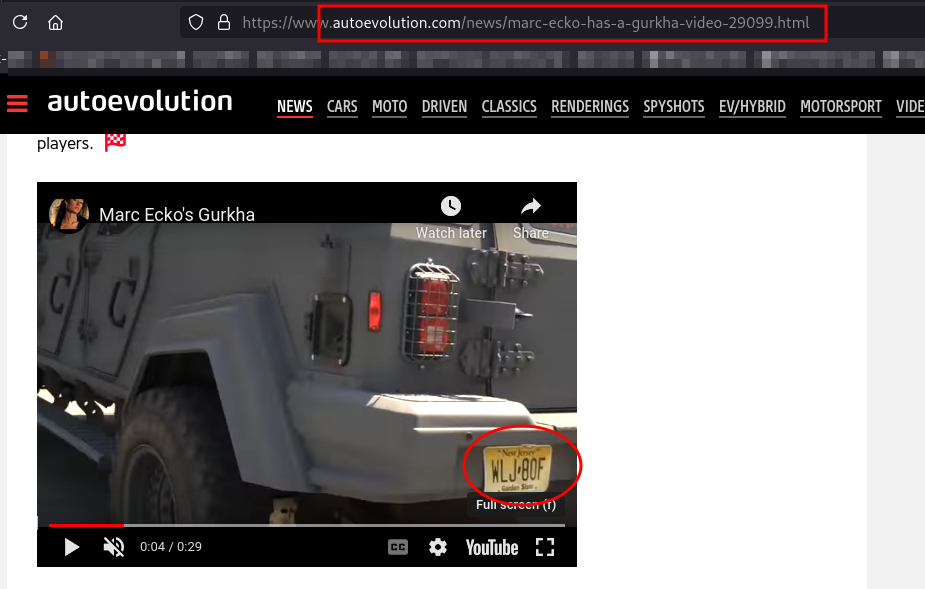 https://www.autoevolution.com/news/marc-ecko-has-a-gurkha-video-29099.html
autoevolution
NEWS CARS MOTO DRIVEN CLASSICS RENDERINGS SPYSHOTS EV/HYBRID MOTORSPORT VIDE
players.
Marc Ecko's Gurkha
Watch later Share
New Jersey
WLJ-80F
Garden State
Full screen (f)
0:04 / 0:29 CC YouTube